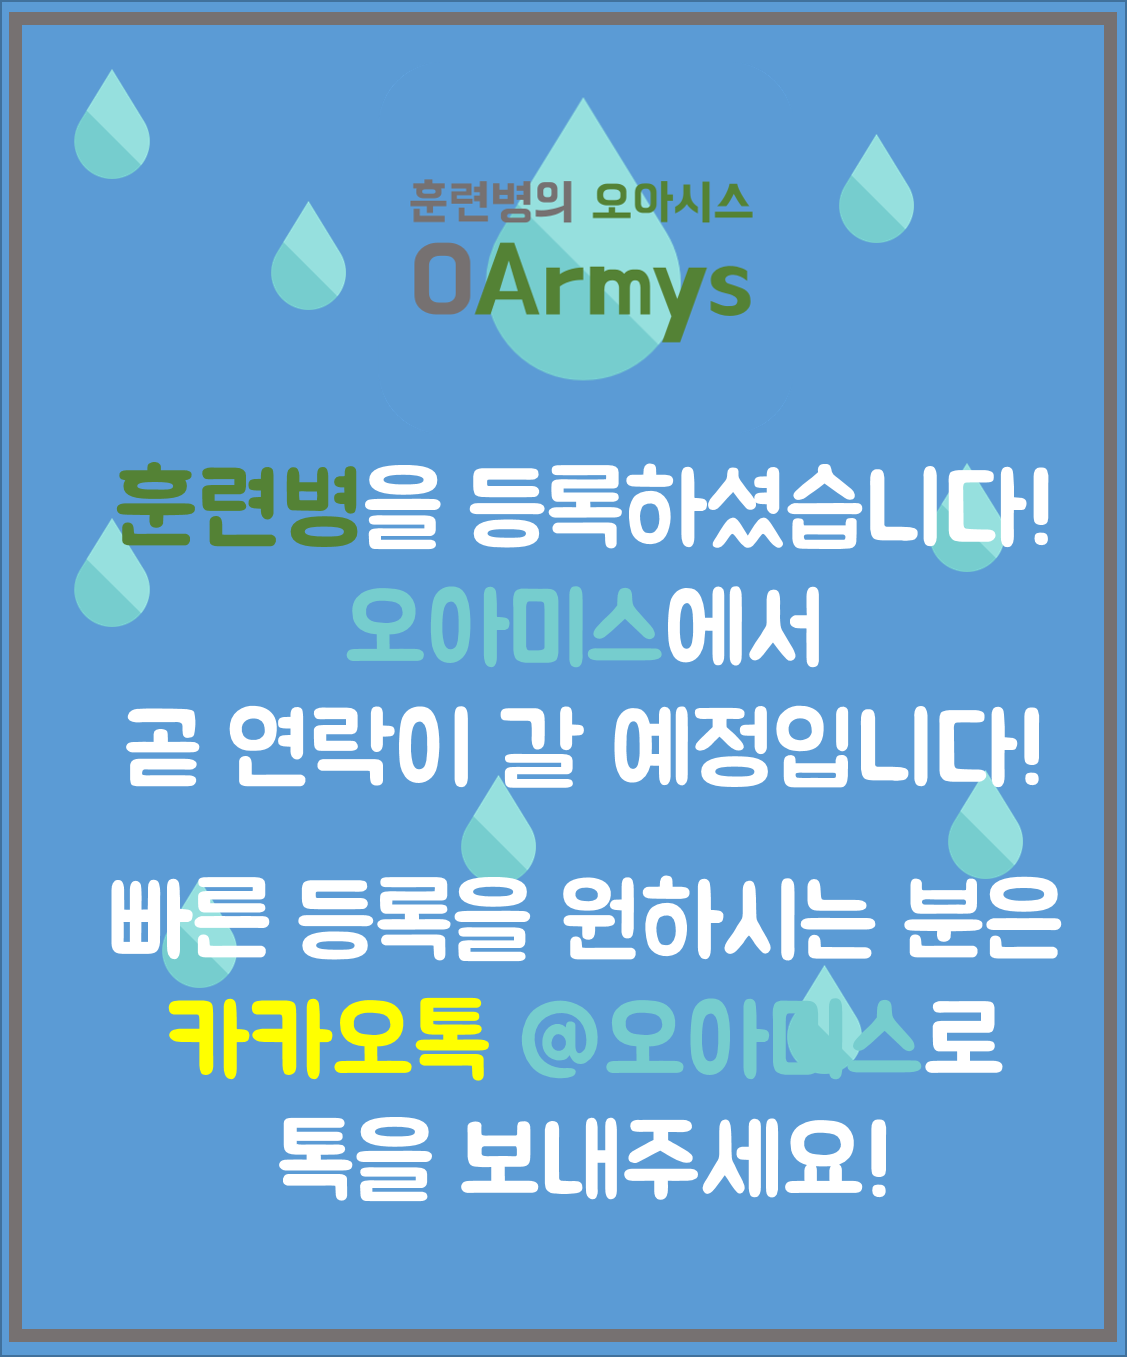 훈련병의 오아시스
OArmys
훈련병을 등록하셨습니다!
오아미스에서
곧 연락이 갈 예정입니다!
빠른 등록을 원하시는 분은
카카오톡 @오아미스로
톡을 보내주세요!